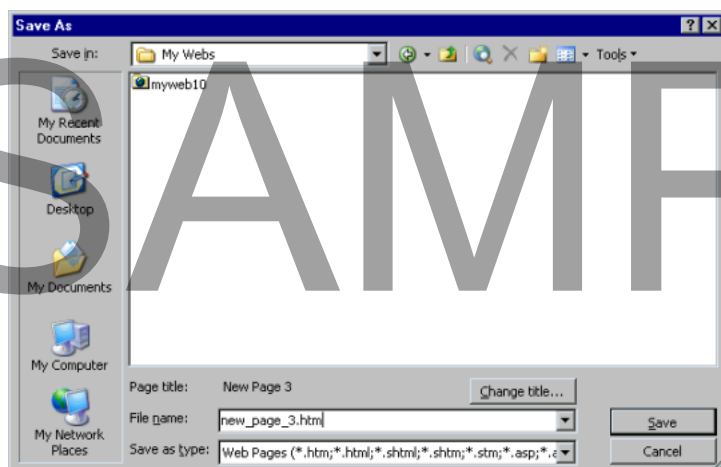 Save As
Save in:
My Webs
Tools
myweb10
My Recent
Documents
Desktop
My Documents
My Computer
My Network
Places
Page title:
New Page 3
Change title...
File name:
new_page_3.htm
Save
Save as type:
Web Pages (*.htm;*.html;*.shtml;*.shtm;*.stm;*.asp;*.
Cancel
SAMP